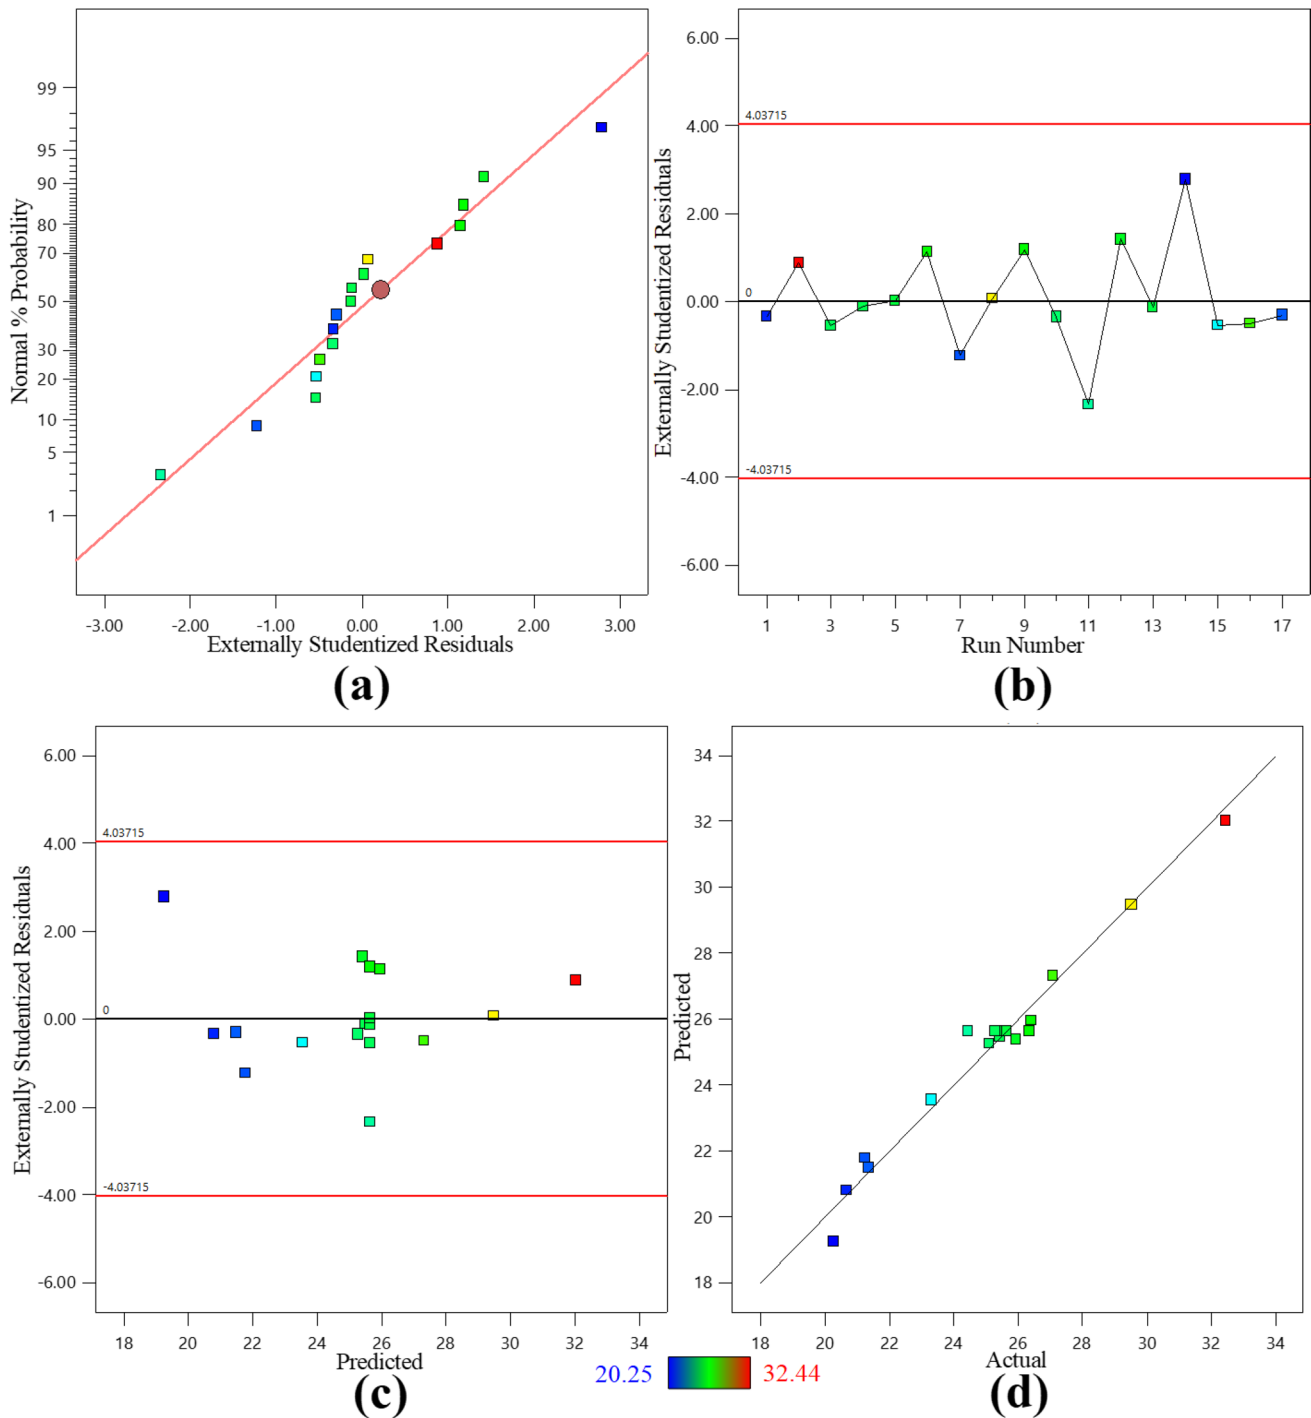 99
95
90
80
70
50
30
20
10
5
1
Normal % Probability
-3.00 -2.00 -1.00 0.00 1.00 2.00 3.00
Externally Studentized Residuals
(a)
6.00
4.00
2.00
0.00
-2.00
-4.00
-6.00
4.03715
0
-4.03715
Externally Studentized Residuals
1 3 5 7 9 11 13 15 17
Run Number
(b)
6.00
4.00
2.00
0.00
-2.00
-4.00
-6.00
4.03715
0
-4.03715
Externally Studentized Residuals
18 20 22 24 26 28 30 32 34
Predicted
(c)
34
32
30
28
26
24
22
20
18
Predicted
18 20 22 24 26 28 30 32 34
Actual
(d)
20.25 32.44